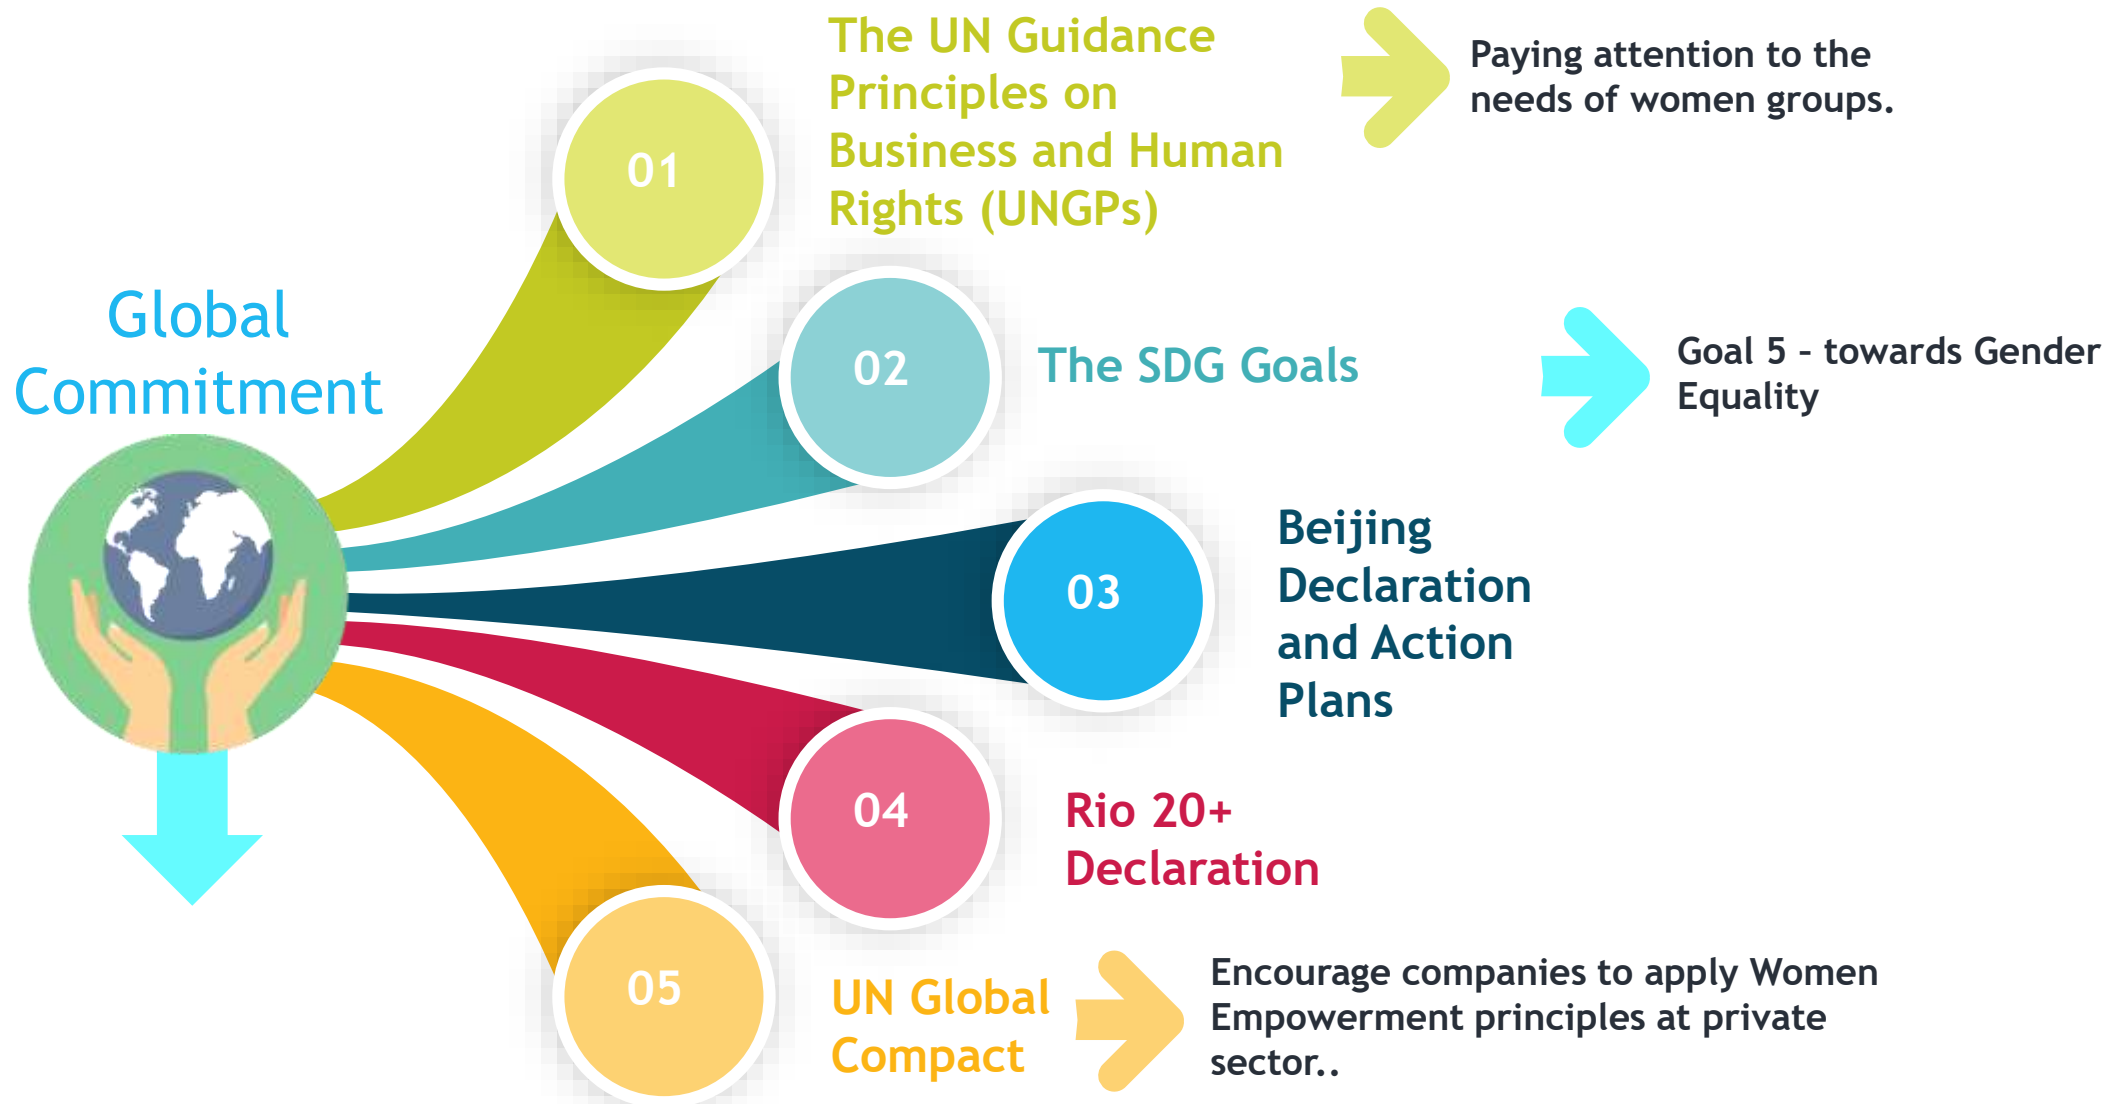 Global
Commitment
01
The UN Guidance
Principles on
Business and Human
Rights (UNGPs)
Paying attention to the
needs of women groups.
02
The SDG Goals
Goal 5 – towards Gender
Equality
03
Beijing
Declaration
and Action
Plans
04
Rio 20+
Declaration
05
UN Global
Compact
Encourage companies to apply Women
Empowerment principles at private
sector..